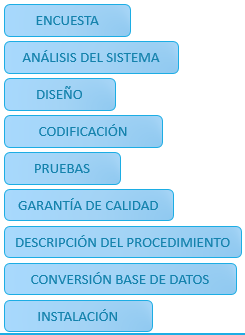 ENCUESTA
ANÁLISIS DEL SISTEMA
DISEÑO
CODIFICACIÓN
PRUEBAS
GARANTÍA DE CALIDAD
DESCRIPCIÓN DEL PROCEDIMIENTO
CONVERSIÓN BASE DE DATOS
INSTALACIÓN